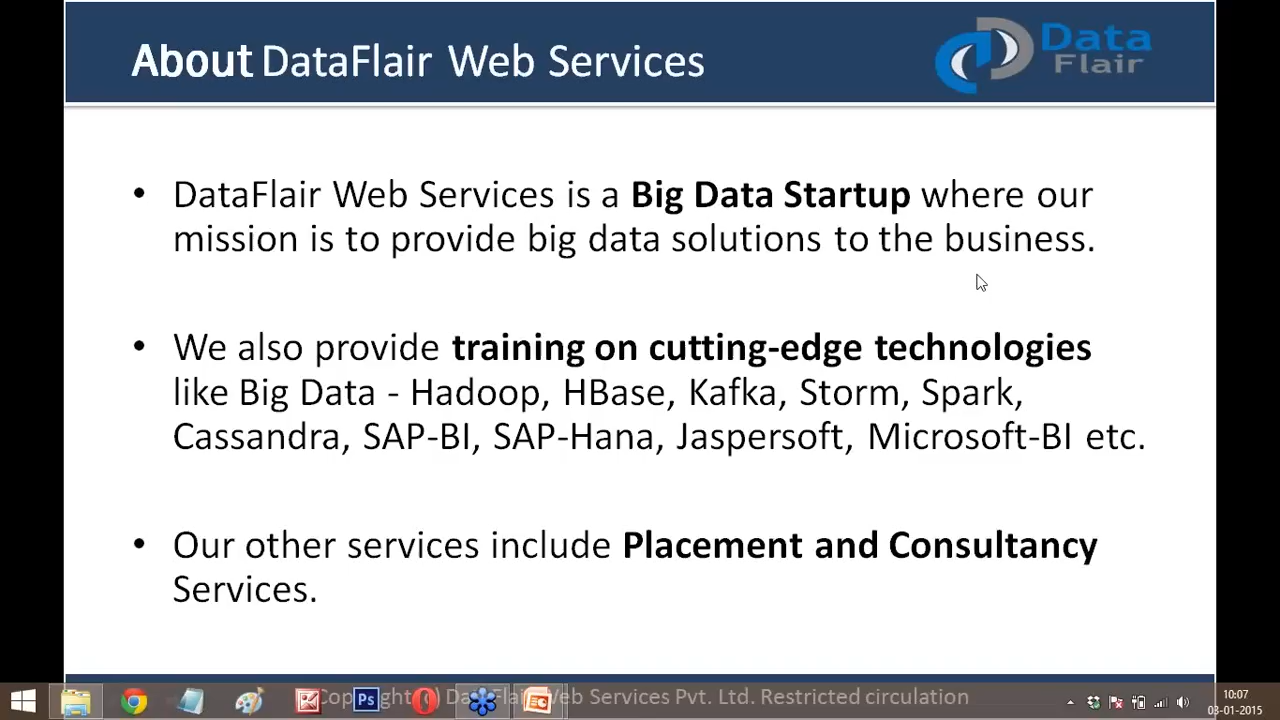 About DataFlair Web Services
Data
Flair
• DataFlair Web Services is a Big Data Startup where our
mission is to provide big data solutions to the business.
• We also provide training on cutting-edge technologies
like Big Data - Hadoop, HBase, Kafka, Storm, Spark,
Cassandra, SAP-BI, SAP-Hana, Jaspersoft, Microsoft-BI etc.
• Our other services include Placement and Consultancy
Services.
Copyright (c) DataFlair Web Services Pvt. Ltd. Restricted circulation
Ps
10:07
03-01-2015